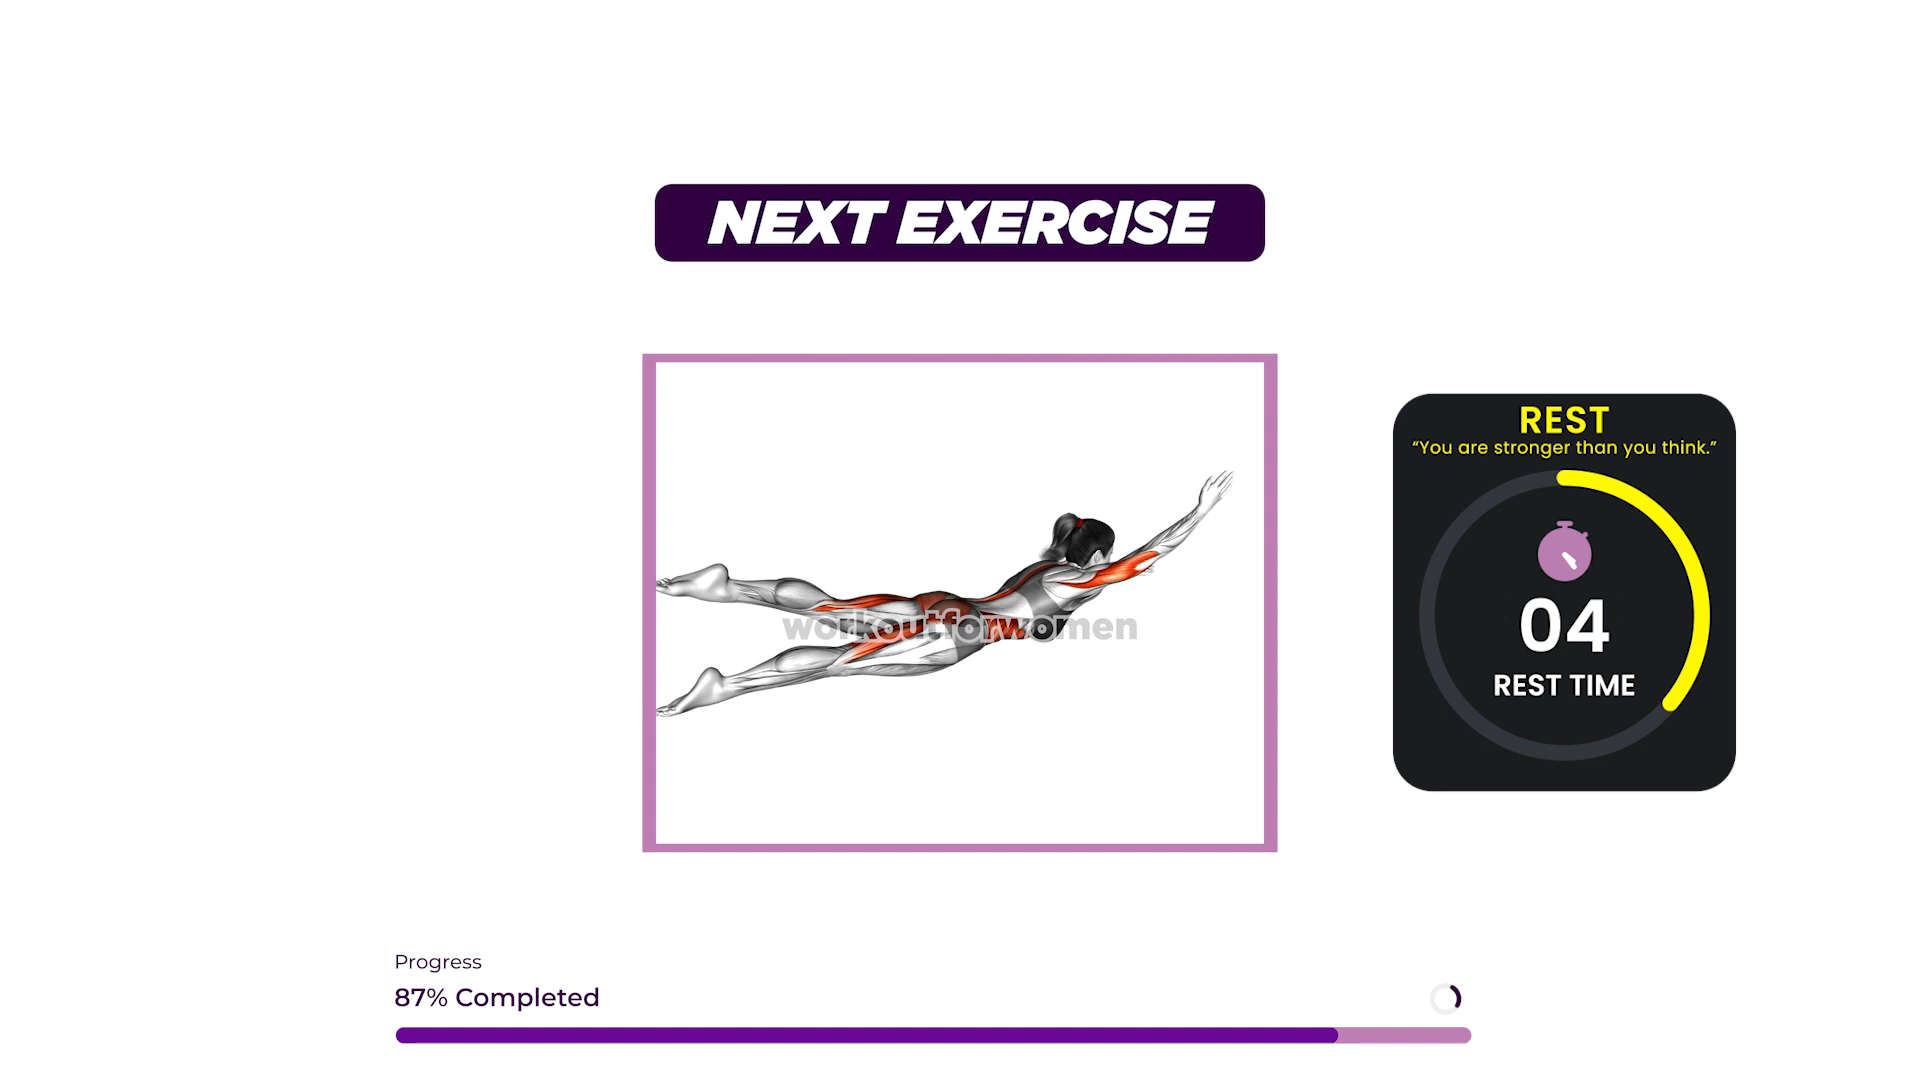 NEXT EXERCISE
REST
“You are stronger than you think.”
04
REST TIME
workoutforwomen
Progress
87% Completed